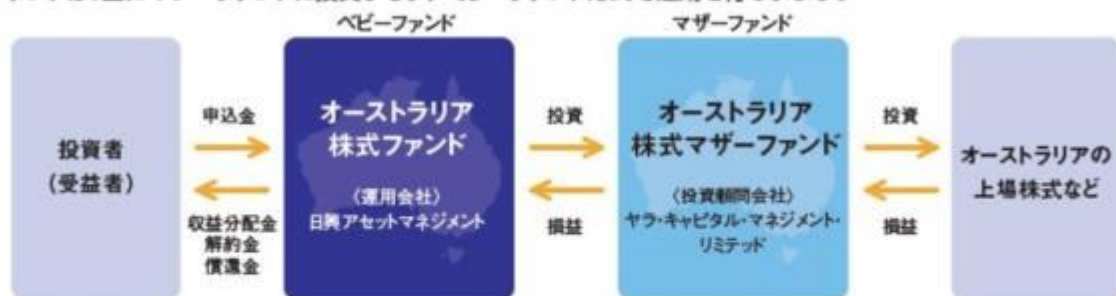 ベビーファンド
マザーファンド
投資者
(受益者)
申込金
収益分配金
解約金
償還金
オーストラリア
株式ファンド
〈運用会社〉
日興アセットマネジメント
投資
損益
オーストラリア
株式マザーファンド
〈投資顧問会社〉
ヤラ・キャピタル・マネジメント・
リミテッド
投資
損益
オーストラリアの
上場株式など